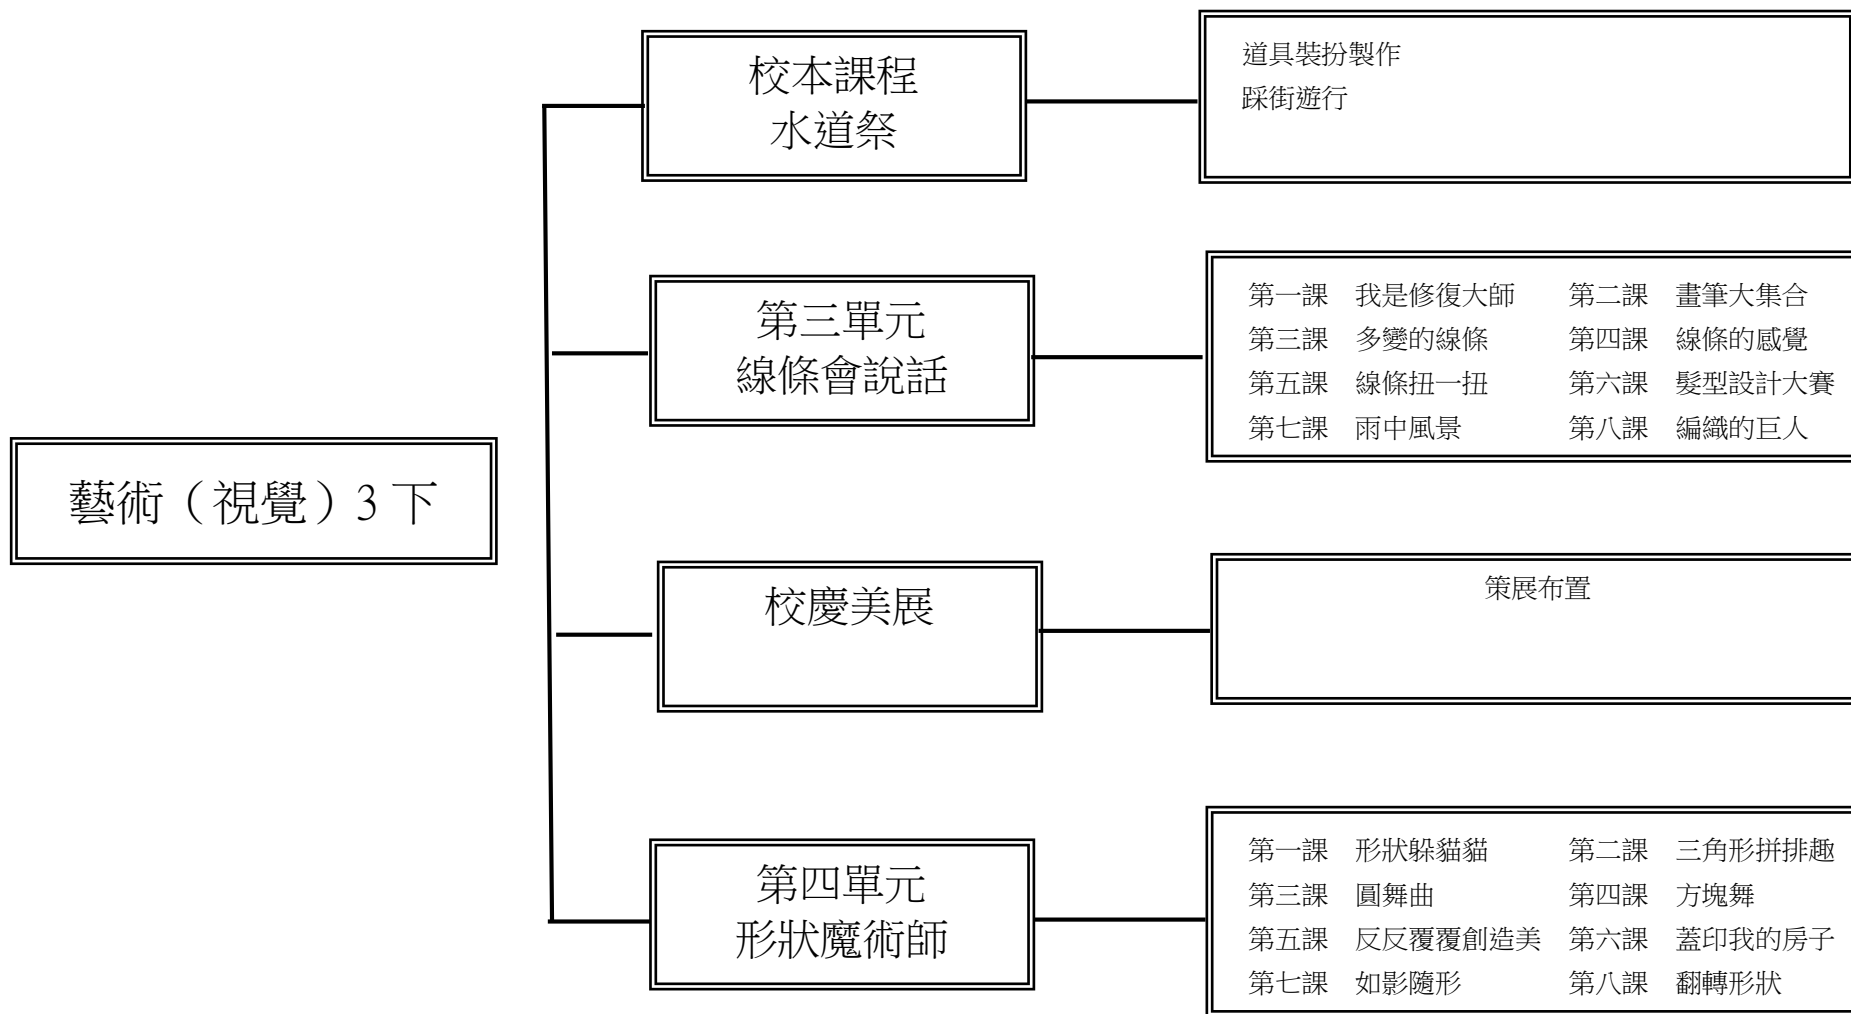 校本課程
水道祭
道具裝扮製作
踩街遊行
第三單元
線條會說話
第一課 我是修復大師 第二課 畫筆大集合
第三課 多變的線條 第四課 線條的感覺
第五課 線條扭一扭 第六課 髮型設計大賽
第七課 雨中風景 第八課 編織的巨人
藝術（視覺）3 下
校慶美展
策展布置
第四單元
形狀魔術師
第一課 形狀躲貓貓 第二課 三角形拼排趣
第三課 圓舞曲 第四課 方塊舞
第五課 反反覆覆創造美 第六課 蓋印我的房子
第七課 如影隨形 第八課 翻轉形狀